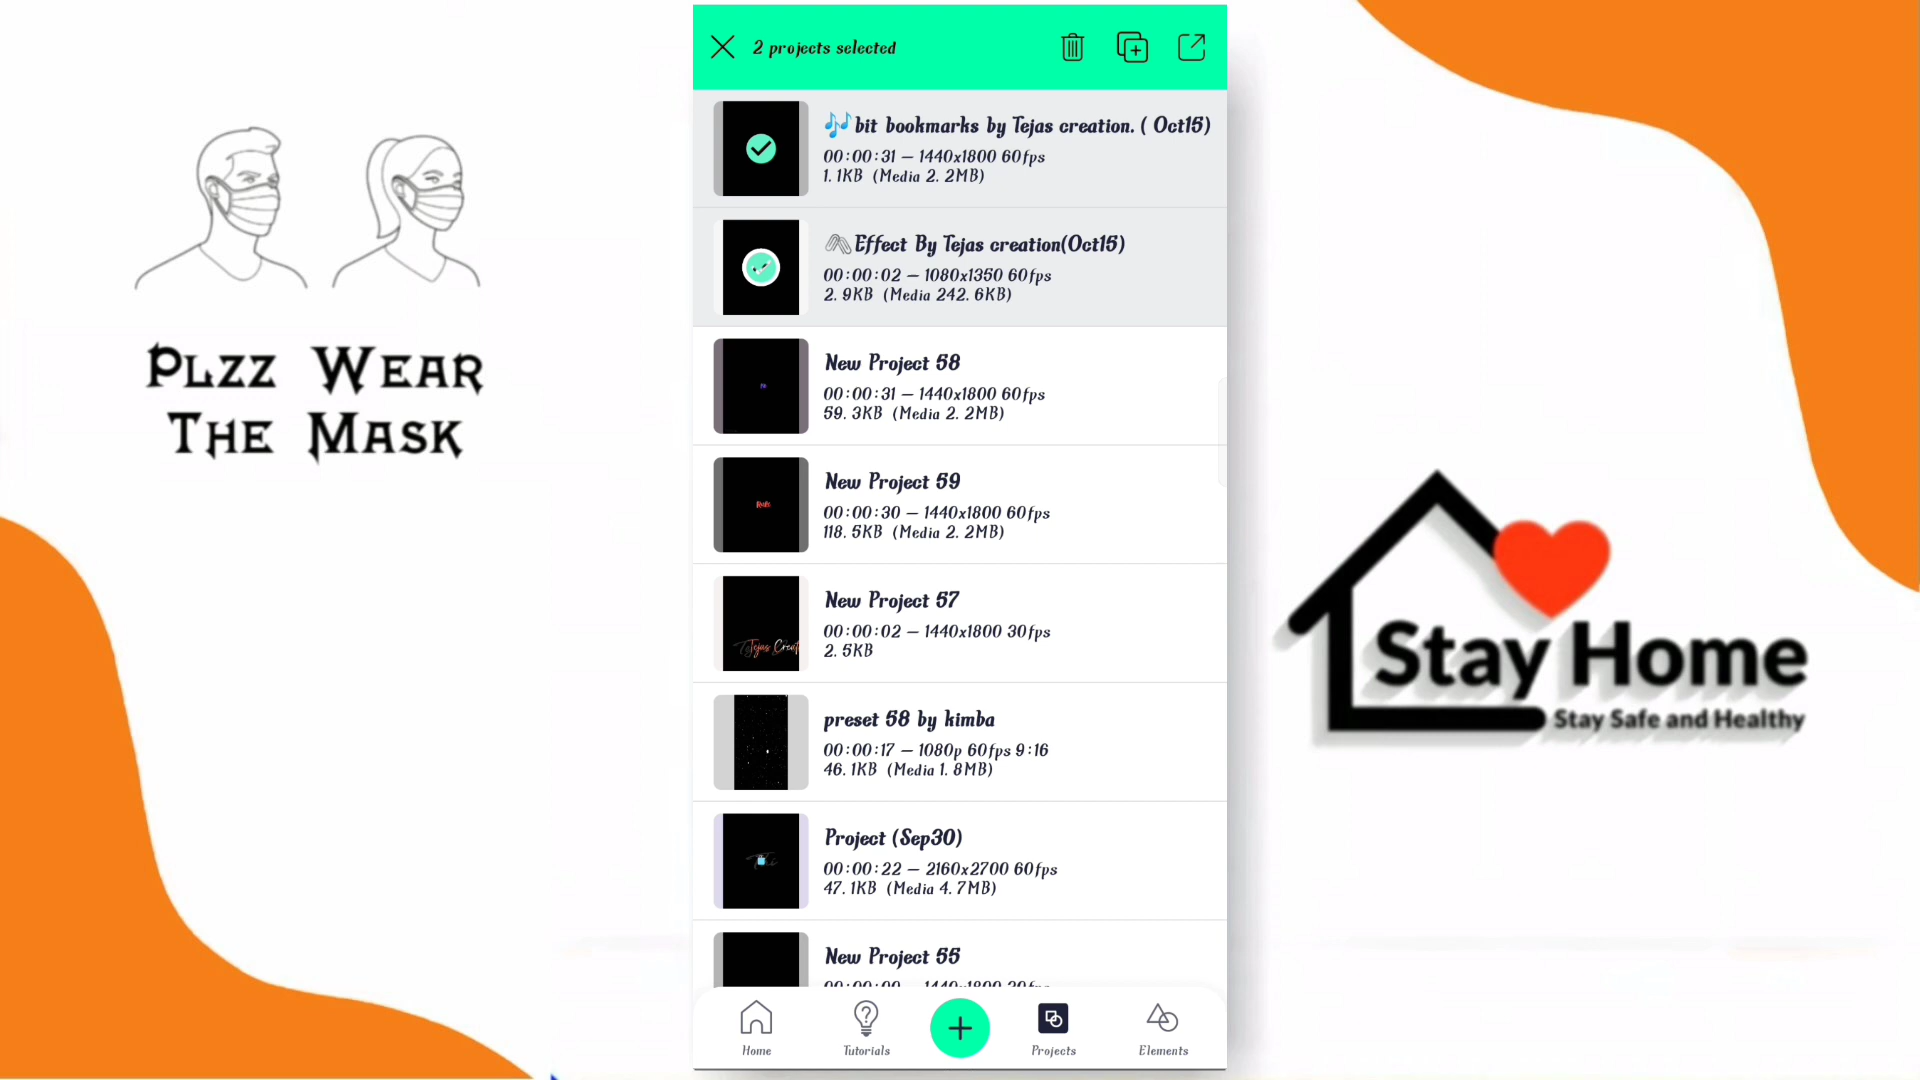 Plzz Wear
The Mask
2 projects selected
🎶bit bookmarks by Tejas creation. ( Oct15)
00:00:31 — 1440x1800 60fps
1. 1KB (Media 2. 2MB)
🖇Effect By Tejas creation(Oct15)
00:00:02 — 1080x1350 60fps
2. 9KB (Media 242. 6KB)
New Project 58
00:00:31 — 1440x1800 60fps
59. 3KB (Media 2. 2MB)
New Project 59
00:00:30 — 1440x1800 60fps
118. 5KB (Media 2. 2MB)
New Project 57
00:00:02 — 1440x1800 30fps
2. 5KB
preset 58 by kimba
00:00:17 — 1080p 60fps 9:16
46. 1KB (Media 1. 8MB)
Project (Sep30)
00:00:22 — 2160x2700 60fps
47. 1KB (Media 4. 7MB)
New Project 55
Home
Tutorials
Projects
Elements
Stay Home
Stay Safe and Healthy